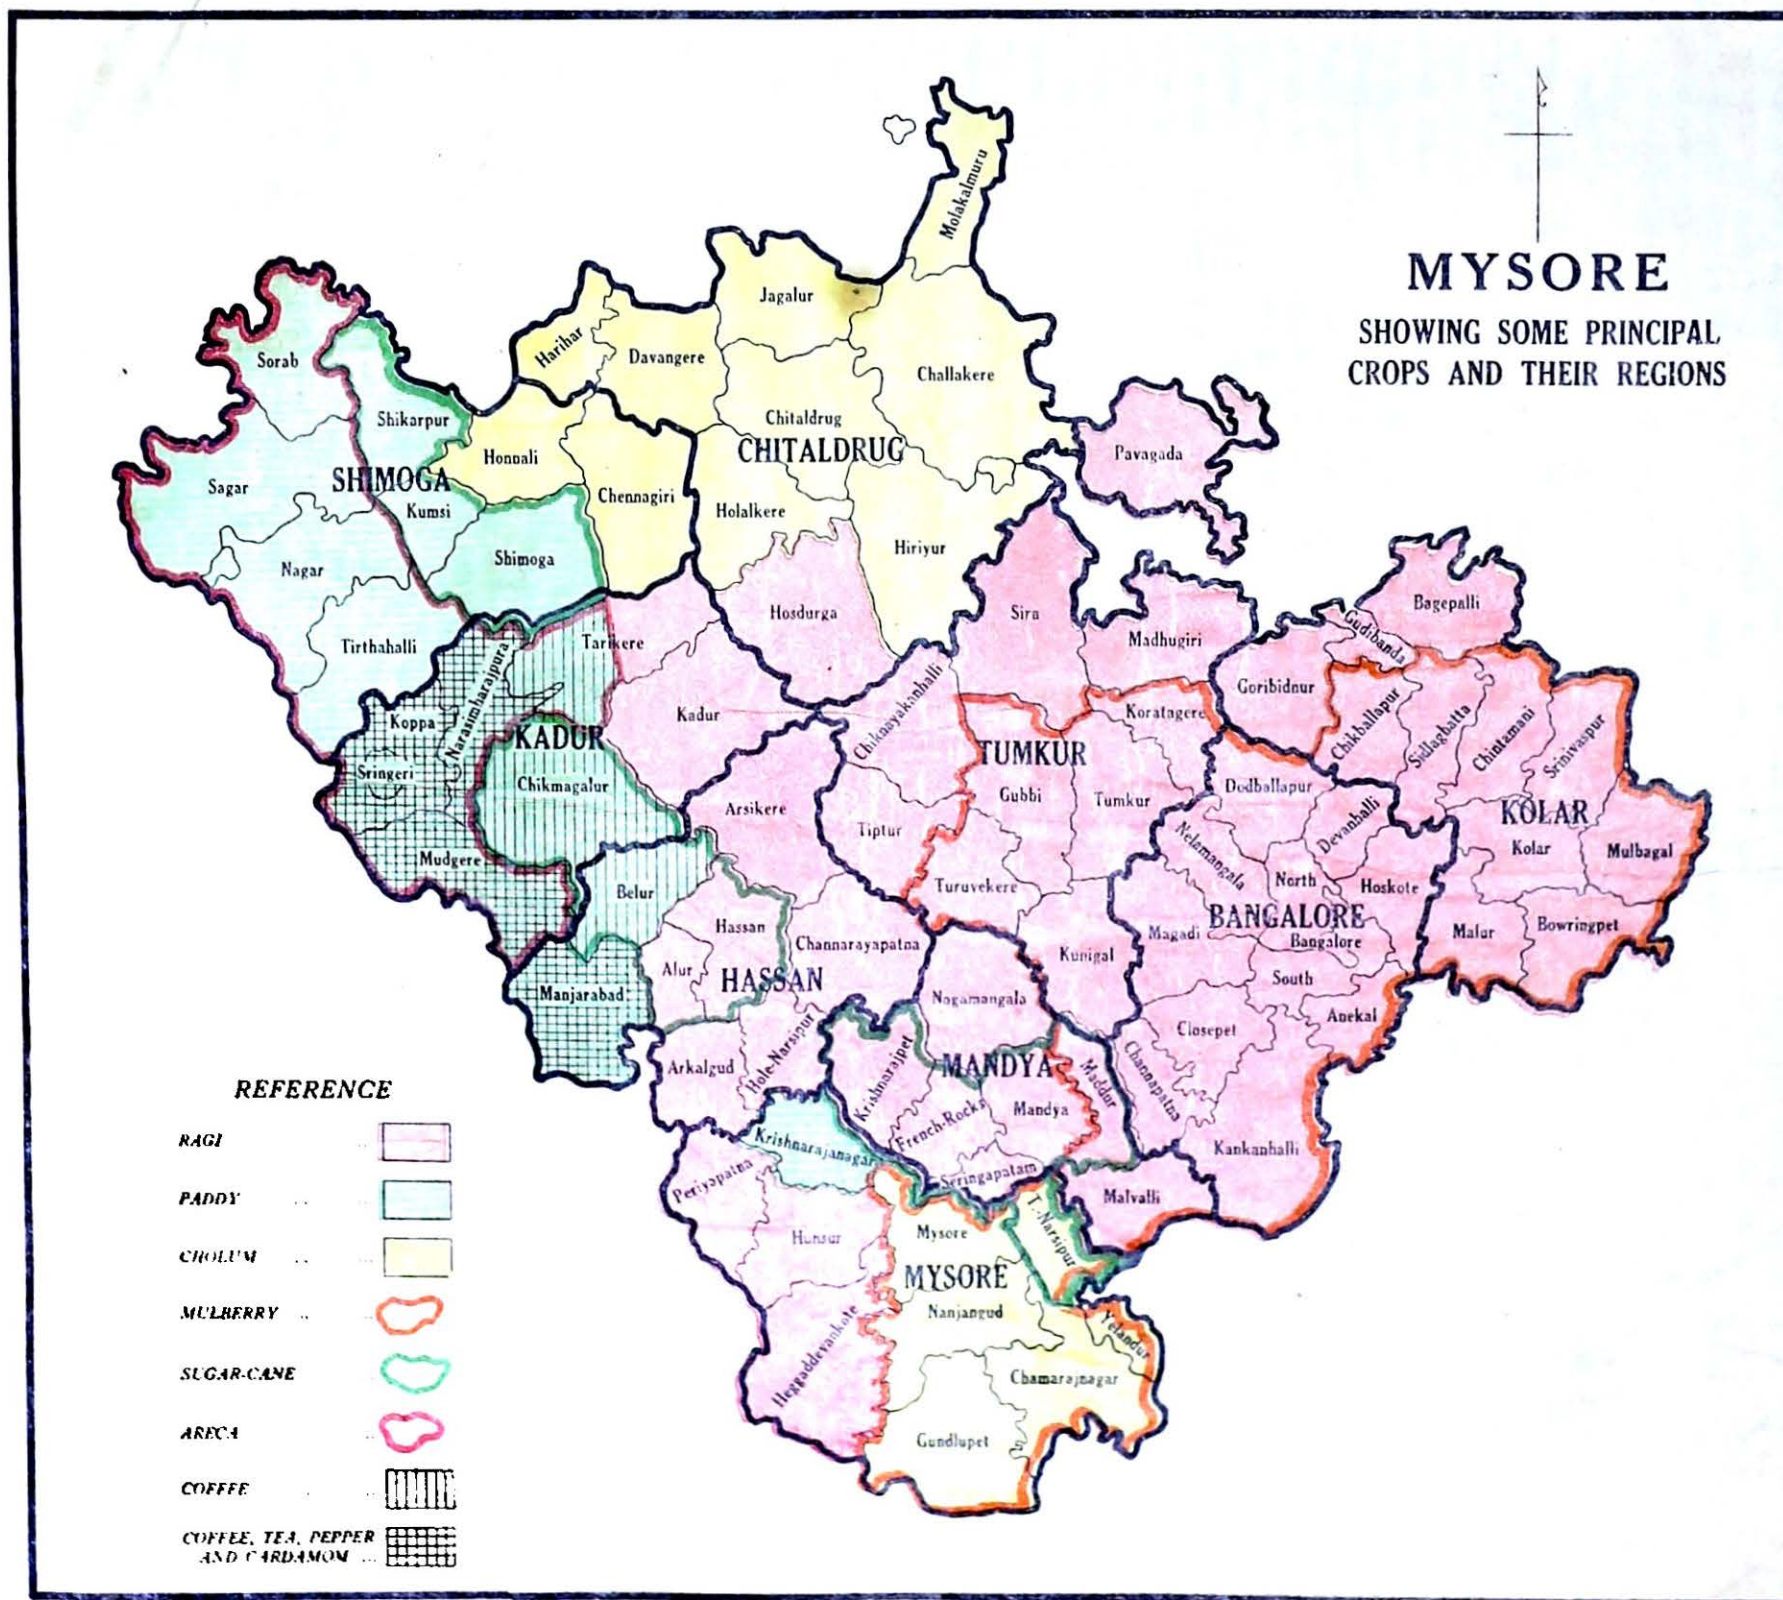 MYSORE
SHOWING SOME PRINCIPAL
CROPS AND THEIR REGIONS
Molakalmuru
Jagalur
Harihar
Davangere
Challakere
Sorab
Shikarpur
Chitaldrug
CHITALDRUG
Honnali
Pavagada
Sagar
SHIMOGA
Kumsi
Chennagiri
Holalkere
Hiriyur
Nagar
Shimoga
Hosdurga
Sira
Madhugiri
Bagepalli
Gudibanda
Tirthahalli
Tarikere
Narasimharajpura
Koppa
Kadur
Chiknayakanhalli
Koratagere
Goribidnur
Chikballapur
Sidlagbatta
Chintamani
Srinivaspur
KADUR
TUMKUR
Sringeri
Chikmagalur
Arsikere
Tiptur
Gubbi
Tumkur
Dodballapur
Devanhalli
KOLAR
Kolar
Mulbagal
Mudgere
Belur
Turuvekere
Nelamangala
North
Hoskote
Hassan
Channarayapatna
BANGALORE
Magadi
Bangalore
Malur
Bowringpet
Alur
HASSAN
Kunigal
South
Manjarabad
Nagamangala
Closepet
Anekal
Arkalgud
Hole-Narsipur
Krishnarajpet
MANDYA
Maddur
Channapatna
French-Rocks
Mandya
Krishnarajanagar
Kankanhalli
Periyapatna
Seringapatam
Malvalli
Hunsur
Mysore
T.-Narsipur
MYSORE
Nanjangud
Yelandur
Heggaddevankote
Chamarajnagar
Gundlupet
REFERENCE
RAGI ..
PADDY .. ...
CHOLUM .. ...
MULBERRY .. ...
SUGAR-CANE ...
ARECA ..
COFFEE . ..
COFFEE, TEA, PEPPER
AND CARDAMOM ...